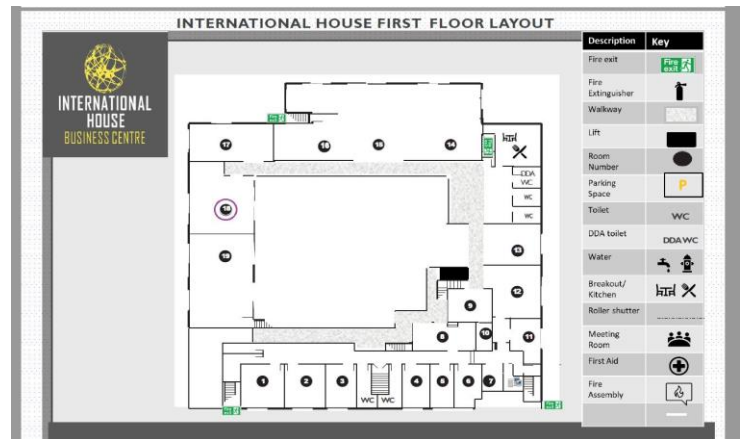 INTERNATIONAL HOUSE FIRST FLOOR LAYOUT
INTERNATIONAL
HOUSE
BUSINESS CENTRE
Description Key
Fire exit
Fire exit
Fire
Extinguisher
Walkway
Lift
Room
Number
Parking
Space
P
Toilet
WC
DDA toilet
DDAWC
Water
Breakout/
Kitchen
Roller shutter
Meeting
Room
First Aid
Fire
Assembly
17
16
15
14
DDA
WC
WC
WC
18
19
13
12
9
8
10
11
1
2
3
4
5
6
7
WC WC